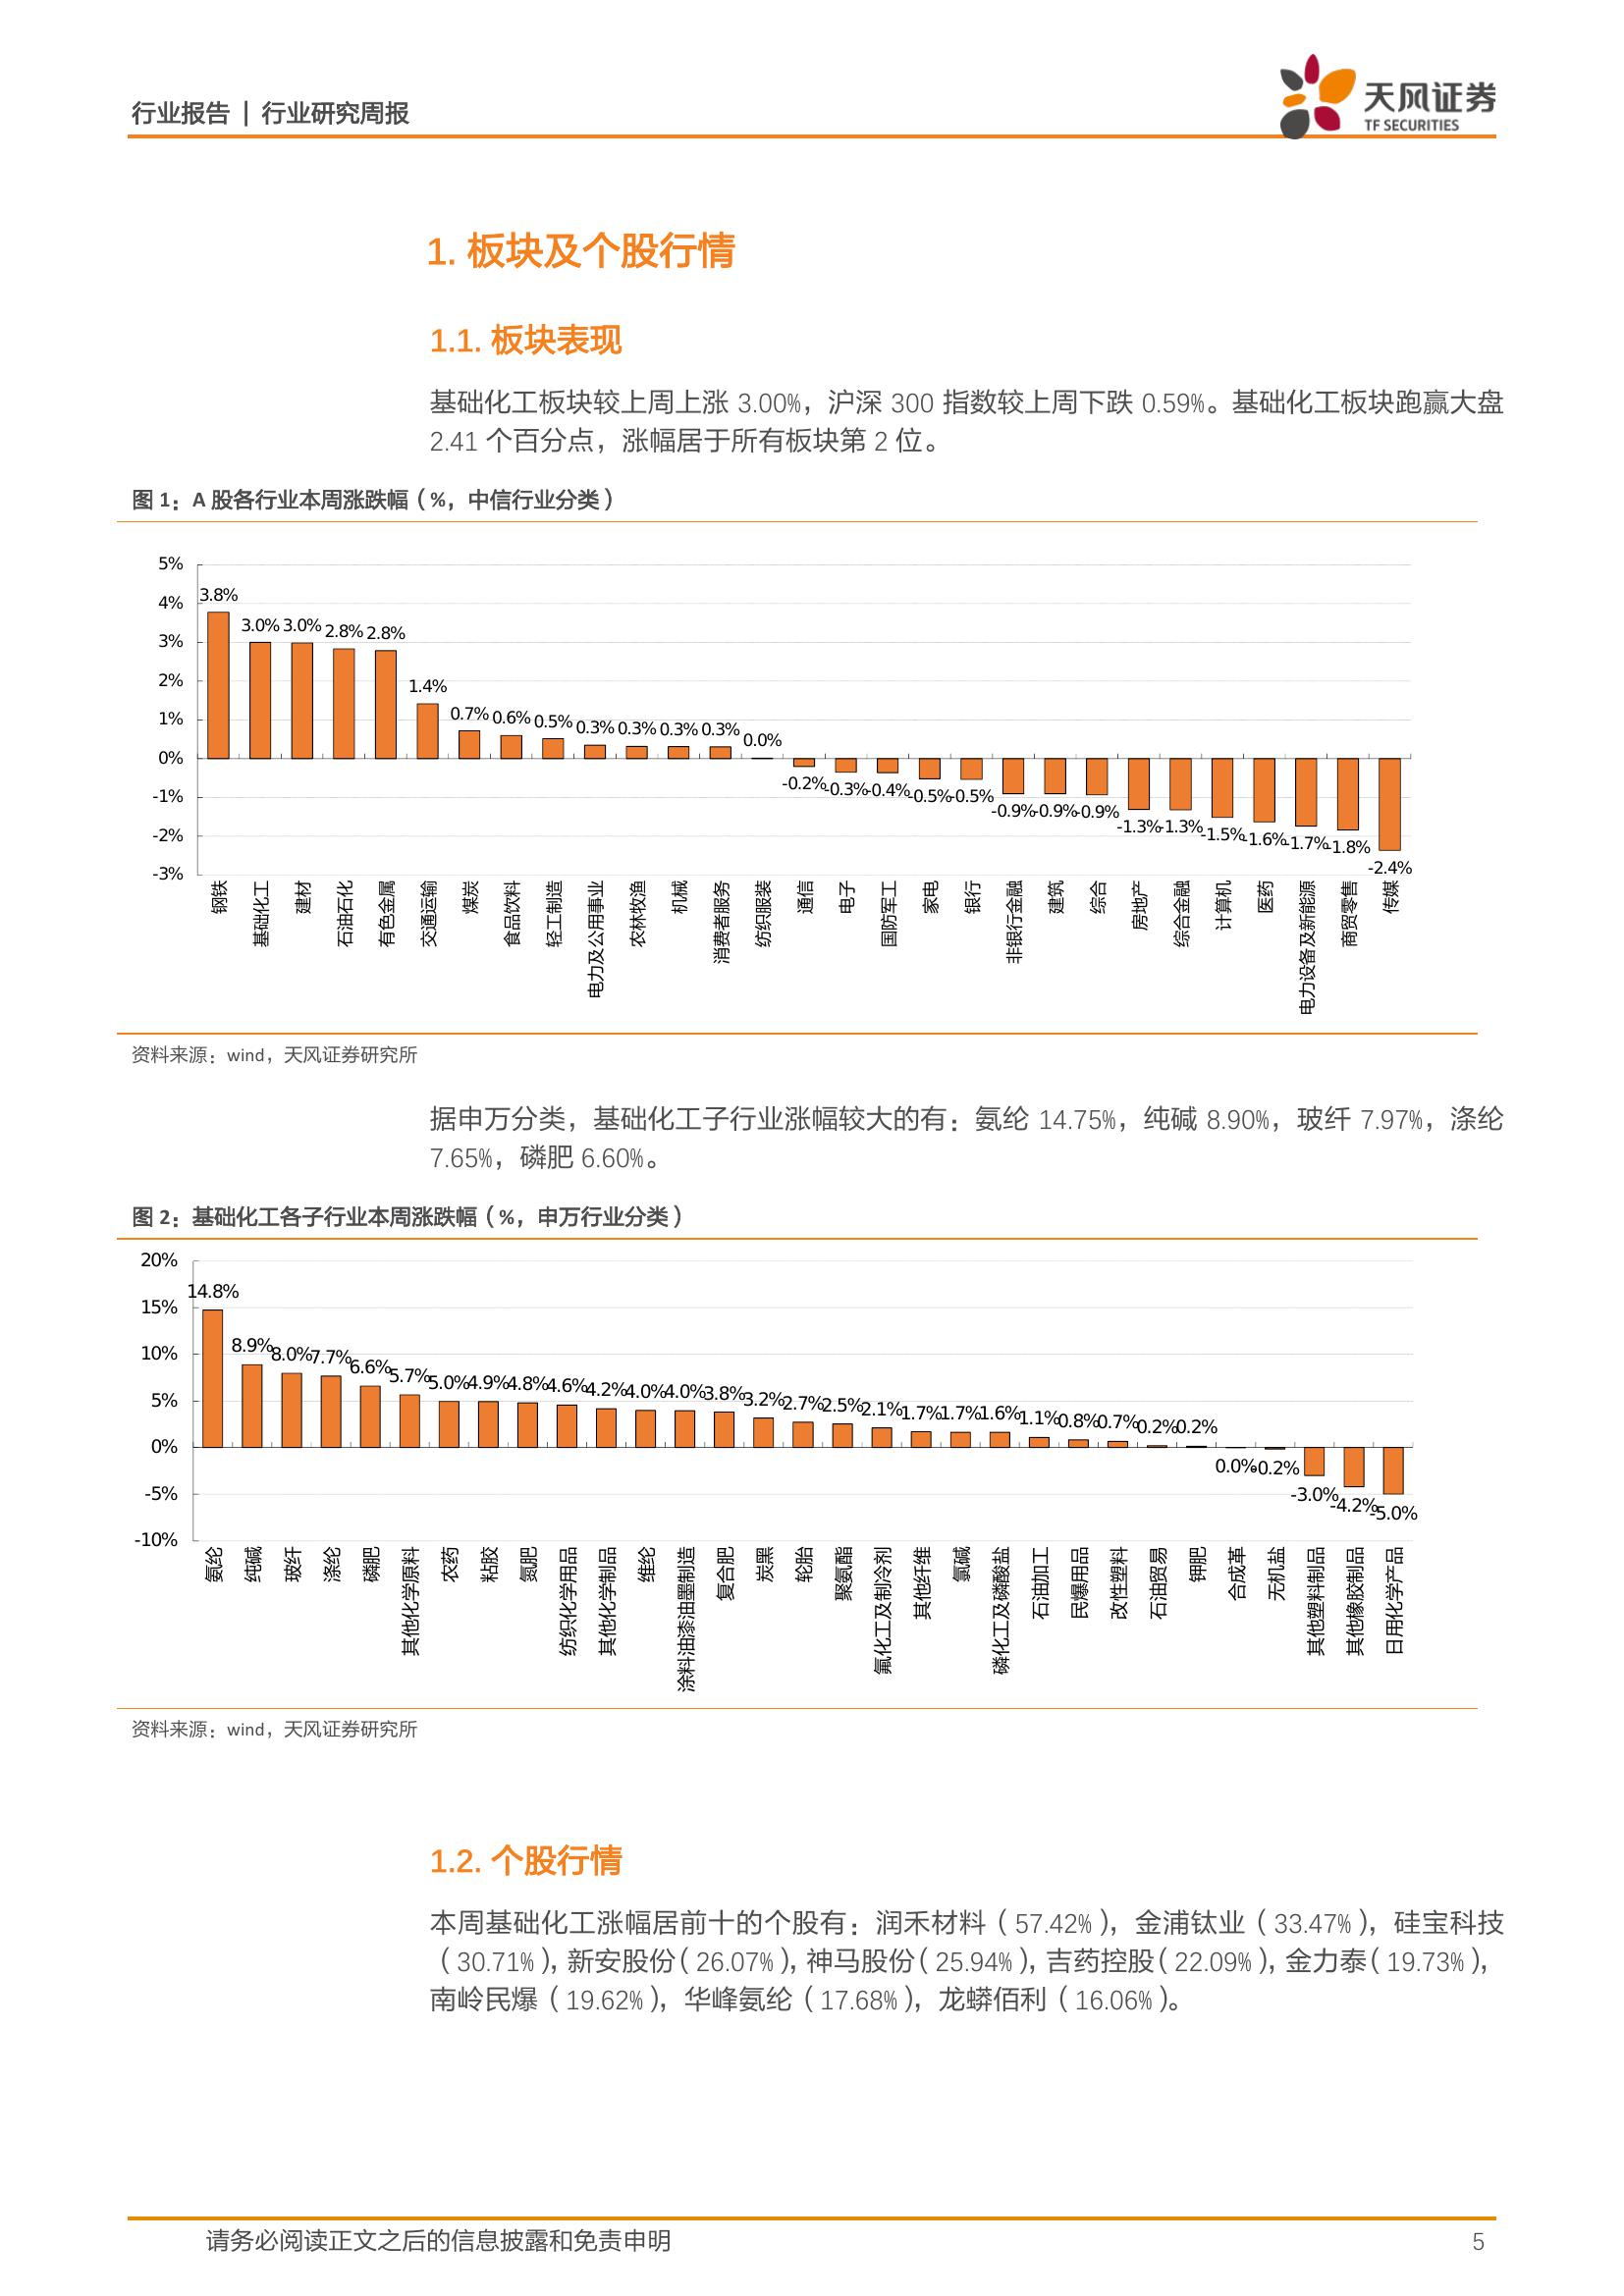 行业报告 | 行业研究周报
天风证券
TF SECURITIES
1. 板块及个股行情
1.1. 板块表现
基础化工板块较上周上涨 3.00%，沪深 300 指数较上周下跌 0.59%。基础化工板块跑赢大盘
2.41 个百分点，涨幅居于所有板块第 2 位。
图 1：A 股各行业本周涨跌幅（%，中信行业分类）
5%
4%
3%
2%
1%
0%
-1%
-2%
-3%
3.8% 3.0% 3.0% 2.8% 2.8% 1.4% 0.7% 0.6% 0.5% 0.3% 0.3% 0.3% 0.3% 0.0% -0.2% -0.3% -0.4% -0.5% -0.5% -0.9% -0.9% -0.9% -1.3% -1.3% -1.5% -1.6% -1.7% -1.8% -2.4%
钢铁 基础化工 建材 石油石化 有色金属 交通运输 煤炭 食品饮料 轻工制造 电力及公用事业 农林牧渔 机械 消费者服务 纺织服装 通信 电子 国防军工 家电 银行 非银行金融 建筑 综合 房地产 综合金融 计算机 医药 电力设备及新能源 商贸零售 传媒
资料来源：wind，天风证券研究所
据申万分类，基础化工子行业涨幅较大的有：氨纶 14.75%，纯碱 8.90%，玻纤 7.97%，涤纶
7.65%，磷肥 6.60%。
图 2：基础化工各子行业本周涨跌幅（%，申万行业分类）
20%
15%
10%
5%
0%
-5%
-10%
14.8% 8.9% 8.0% 7.7% 6.6% 5.7% 5.0% 4.9% 4.8% 4.6% 4.2% 4.0% 4.0% 3.8% 3.2% 2.7% 2.5% 2.1% 1.7% 1.7% 1.6% 1.1% 0.8% 0.7% 0.2% 0.2% 0.0% -0.2% -3.0% -4.2% -5.0%
氨纶 纯碱 玻纤 涤纶 磷肥 其他化学原料 农药 粘胶 氮肥 纺织化学用品 其他化学制品 维纶 涂料油漆油墨制造 复合肥 炭黑 轮胎 聚氨酯 氟化工及制冷剂 其他纤维 氯碱 磷化工及磷酸盐 石油加工 民爆用品 改性塑料 石油贸易 钾肥 合成革 无机盐 其他塑料制品 其他橡胶制品 日用化学产品
资料来源：wind，天风证券研究所
1.2. 个股行情
本周基础化工涨幅居前十的个股有：润禾材料（57.42%），金浦钛业（33.47%），硅宝科技
（30.71%），新安股份（26.07%），神马股份（25.94%），吉药控股（22.09%），金力泰（19.73%），
南岭民爆（19.62%），华峰氨纶（17.68%），龙蟒佰利（16.06%）。
请务必阅读正文之后的信息披露和免责申明 5